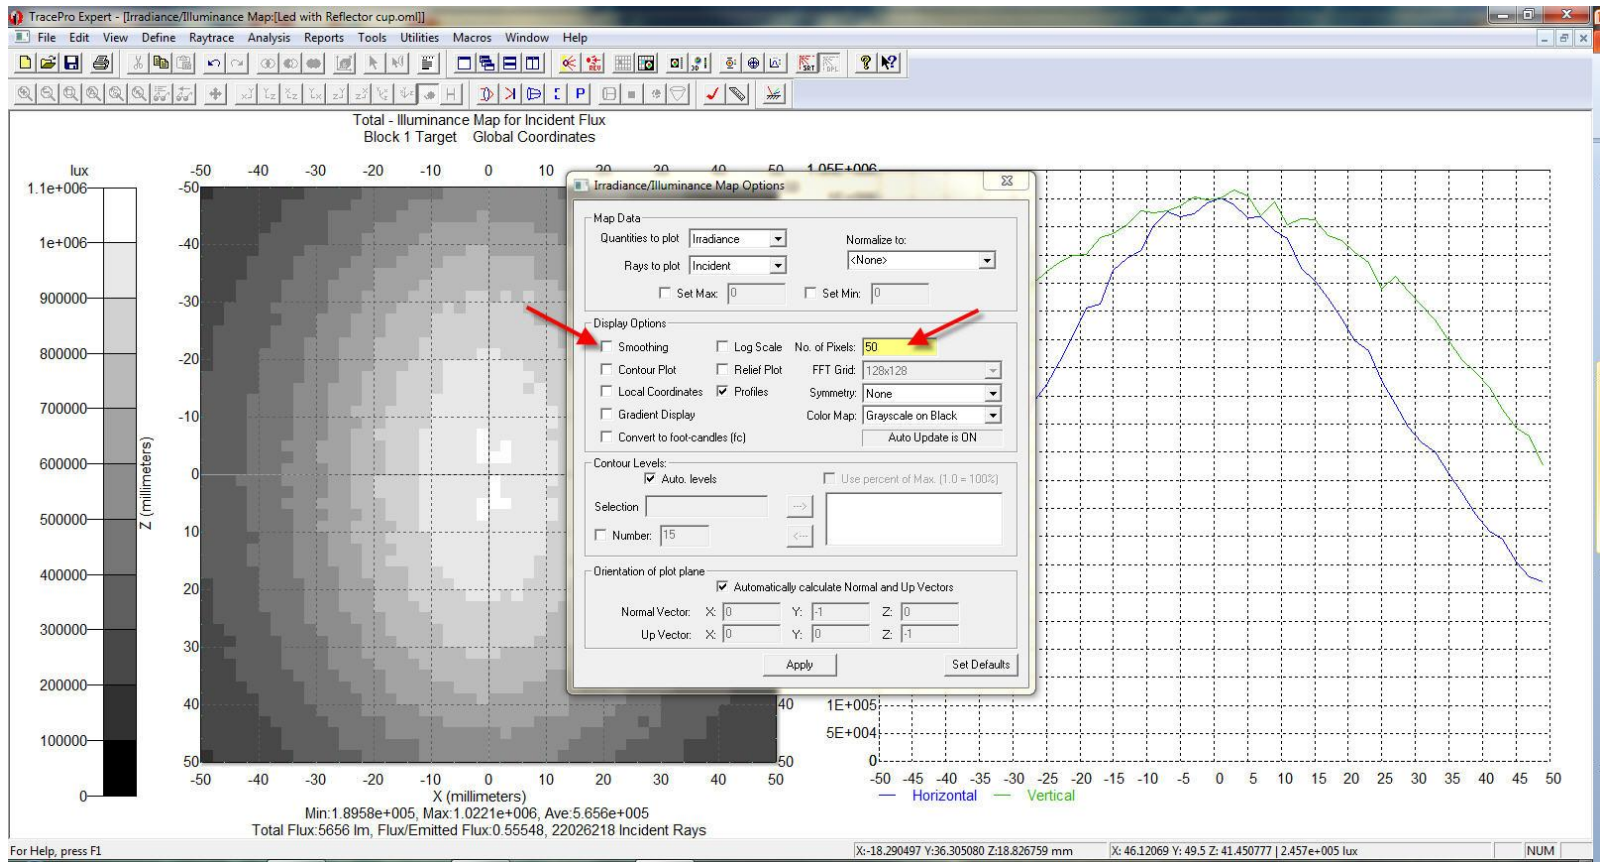 TracePro Expert - [Irradiance/Illuminance Map:[Led with Reflector cup.oml]]
File Edit View Define Raytrace Analysis Reports Tools Utilities Macros Window Help
Total - Illuminance Map for Incident Flux
Block 1 Target Global Coordinates
lux
1.1e+006
1e+006
900000
800000
700000
600000
500000
400000
300000
200000
100000
0
-50 -40 -30 -20 -10 0 10 20 30 40 50
-50
-40
-30
-20
-10
0
10
20
30
40
50
Z (millimeters)
-50 -40 -30 -20 -10 0 10 20 30 40 50
X (millimeters)
40
50
Min:1.8958e+005, Max:1.0221e+006, Ave:5.656e+005
Total Flux:5656 lm, Flux/Emitted Flux:0.55548, 22026218 Incident Rays
Irradiance/Illuminance Map Options
Map Data
Quantities to plot Irradiance
Normalize to:
Rays to plot Incident
<None>
Set Max: 0 Set Min: 0
Display Options
Smoothing Log Scale No. of Pixels: 50
Contour Plot Relief Plot FFT Grid: 128x128
Local Coordinates Profiles Symmetry: None
Gradient Display Color Map: Grayscale on Black
Convert to foot-candles (fc) Auto Update is ON
Contour Levels:
Auto. levels Use percent of Max. (1.0 = 100%)
Selection -->
Number: 15 <--
Orientation of plot plane
Automatically calculate Normal and Up Vectors
Normal Vector: X: 0 Y: -1 Z: 0
Up Vector: X: 0 Y: 0 Z: -1
Apply Set Defaults
1.05E+006
1E+005
5E+004
0
-50 -45 -40 -35 -30 -25 -20 -15 -10 -5 0 5 10 15 20 25 30 35 40 45 50
Horizontal Vertical
For Help, press F1
X:-18.290497 Y:36.305080 Z:18.826759 mm
X: 46.12069 Y: 49.5 Z: 41.450777 | 2.457e+005 lux
NUM